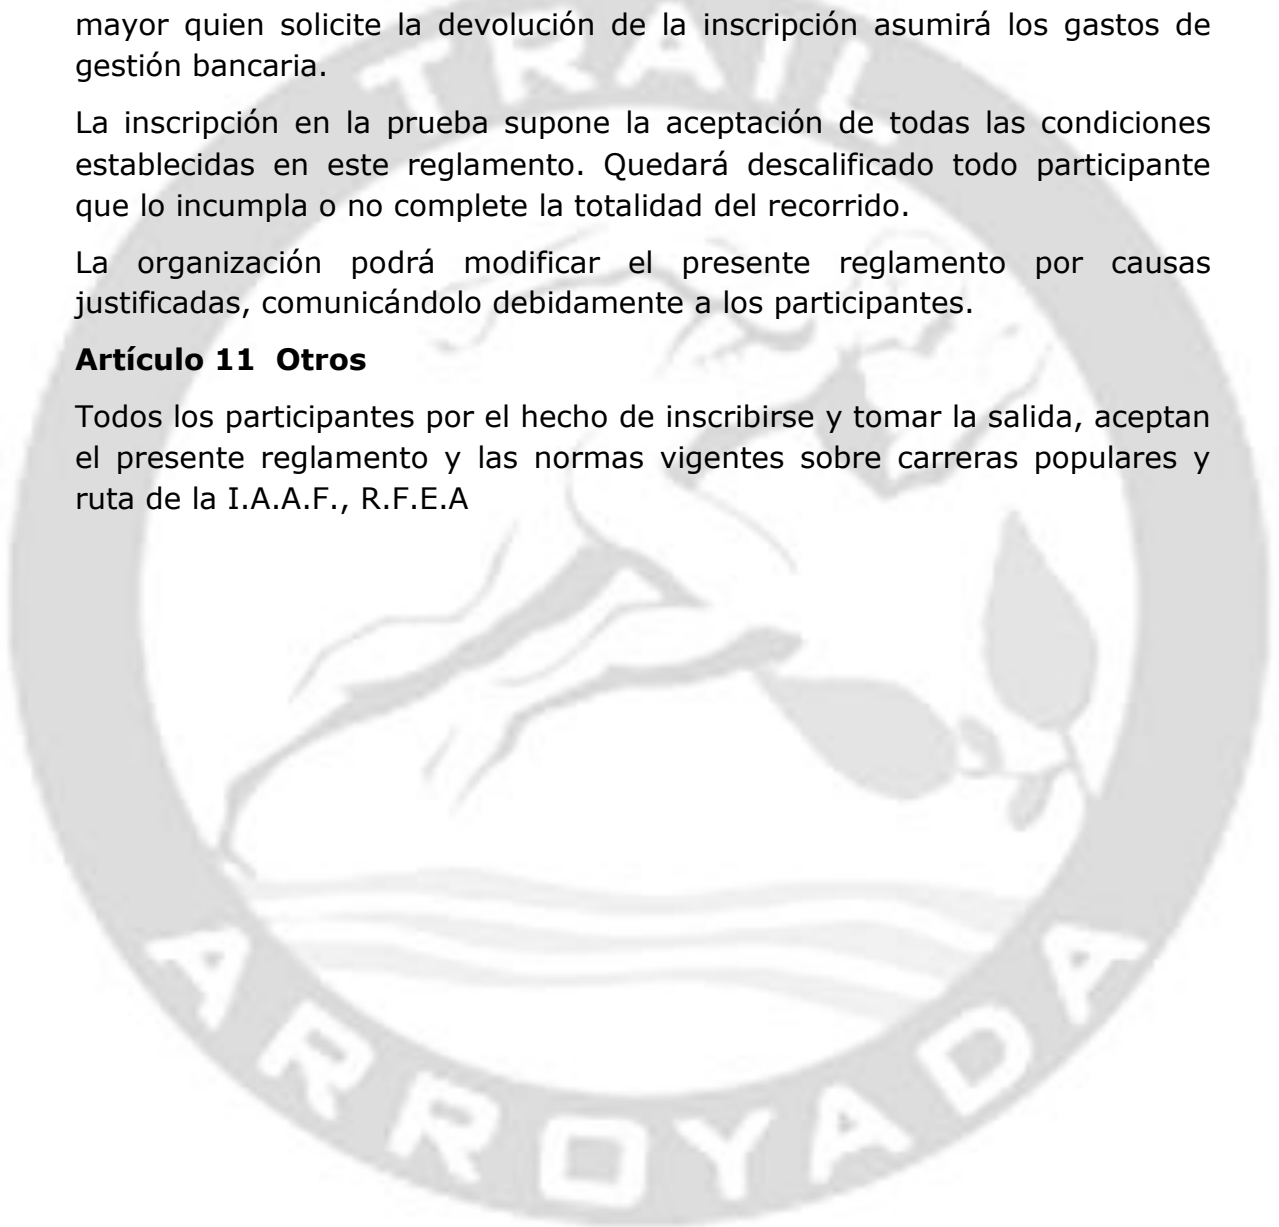 mayor quien solicite la devolución de la inscripción asumirá los gastos de
gestión bancaria.
La inscripción en la prueba supone la aceptación de todas las condiciones
establecidas en este reglamento. Quedará descalificado todo participante
que lo incumpla o no complete la totalidad del recorrido.
La organización podrá modificar el presente reglamento por causas
justificadas, comunicándolo debidamente a los participantes.
Artículo 11 Otros
Todos los participantes por el hecho de inscribirse y tomar la salida, aceptan
el presente reglamento y las normas vigentes sobre carreras populares y
ruta de la I.A.A.F., R.F.E.A
TRAIL
ARROYADA